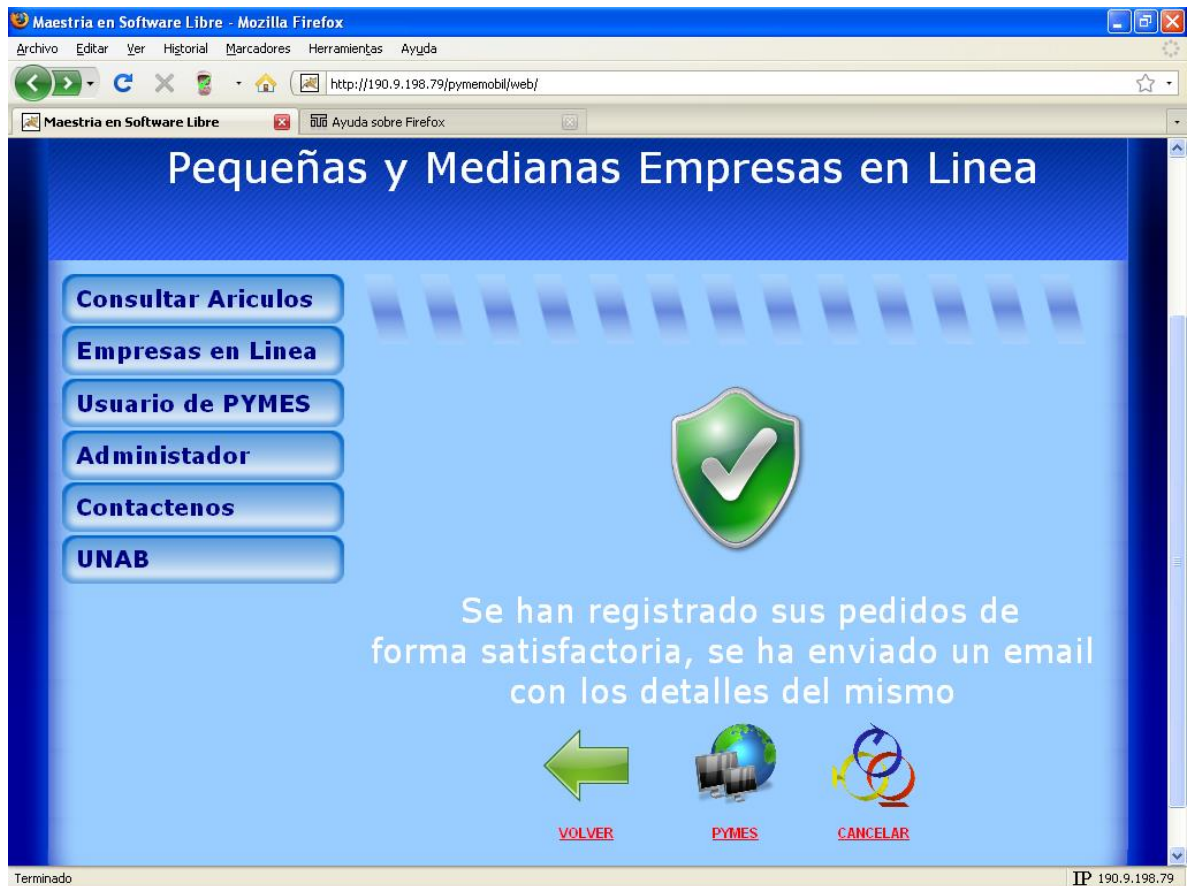 Maestria en Software Libre - Mozilla Firefox
Archivo Editar Ver Historial Marcadores Herramientas Ayuda
http://190.9.198.79/pymemobil/web/
Maestria en Software Libre
Ayuda sobre Firefox
Pequeñas y Medianas Empresas en Linea
Consultar Ariculos
Empresas en Linea
Usuario de PYMES
Administador
Contactenos
UNAB
Se han registrado sus pedidos de
forma satisfactoria, se ha enviado un email
con los detalles del mismo
VOLVER PYMES CANCELAR
Terminado
IP 190.9.198.79